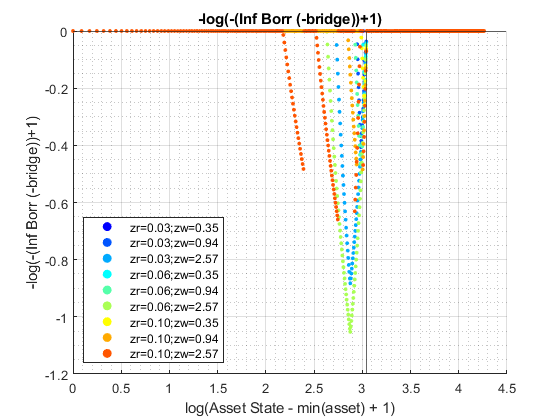 -log(-(Inf Borr (-bridge))+1)
0
-0.2
-0.4
-0.6
-0.8
-1
-1.2
-log(-(Inf Borr (-bridge))+1)
zr=0.03;zw=0.35
zr=0.03;zw=0.94
zr=0.03;zw=2.57
zr=0.06;zw=0.35
zr=0.06;zw=0.94
zr=0.06;zw=2.57
zr=0.10;zw=0.35
zr=0.10;zw=0.94
zr=0.10;zw=2.57
0 0.5 1 1.5 2 2.5 3 3.5 4 4.5
log(Asset State - min(asset) + 1)